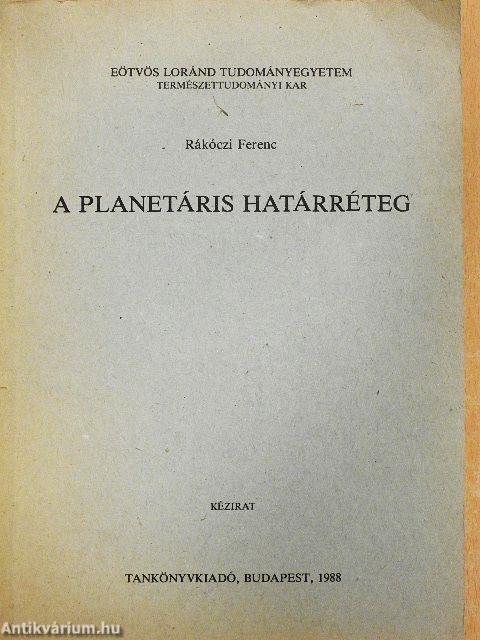 EÖTVÖS LORÁND TUDOMÁNYEGYETEM
TERMÉSZETTUDOMÁNYI KAR
Rákóczi Ferenc
A PLANETÁRIS HATÁRRÉTEG
KÉZIRAT
TANKÖNYVKIADÓ, BUDAPEST, 1988
Antikvárium.hu